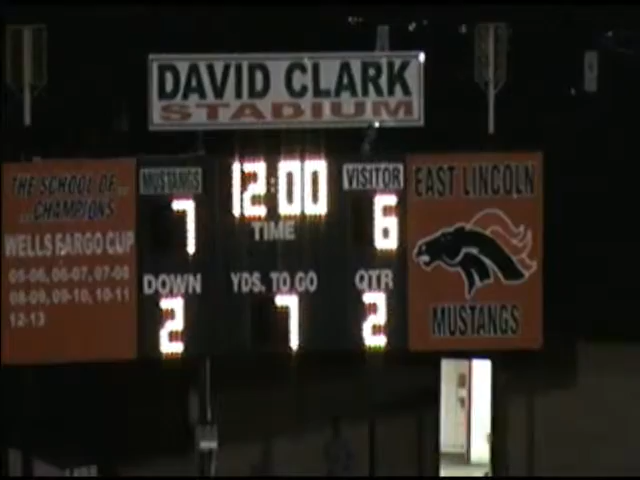 DAVID CLARK
STADIUM
THE SCHOOL OF...
...CHAMPIONS
WELLS FARGO CUP
05-06, 06-07, 07-08
08-09, 09-10, 10-11
12-13
MUSTANGS
7
12:00
TIME
VISITOR
6
DOWN
2
YDS. TO GO
7
QTR
2
EAST LINCOLN
MUSTANGS